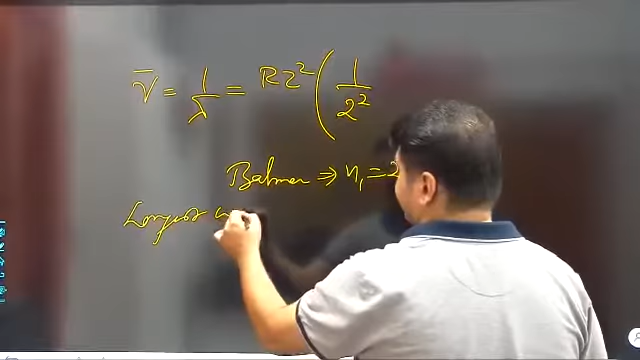 ν̄ = 1/λ = RZ² ( 1/2²
Balmer ⇒ n₁ = 2
Longest w